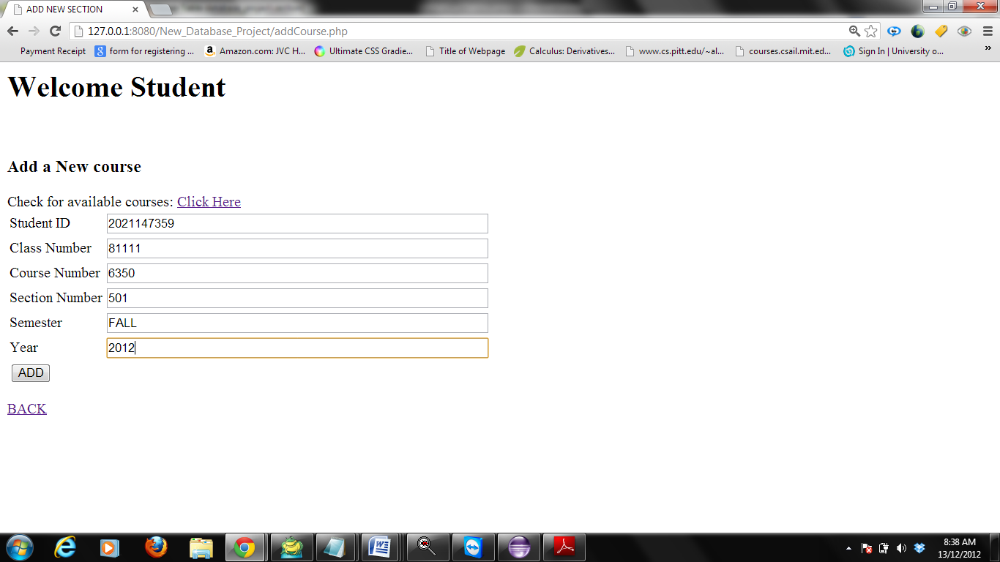 ADD NEW SECTION
127.0.0.1:8080/New_Database_Project/addCourse.php
Payment Receipt form for registering ... Amazon.com: JVC H... Ultimate CSS Gradie... Title of Webpage Calculus: Derivatives... www.cs.pitt.edu/~al... courses.csail.mit.ed... Sign In | University o... »
Welcome Student
Add a New course
Check for available courses: Click Here
Student ID 2021147359
Class Number 81111
Course Number 6350
Section Number 501
Semester FALL
Year 2012
ADD
BACK
8:38 AM
13/12/2012